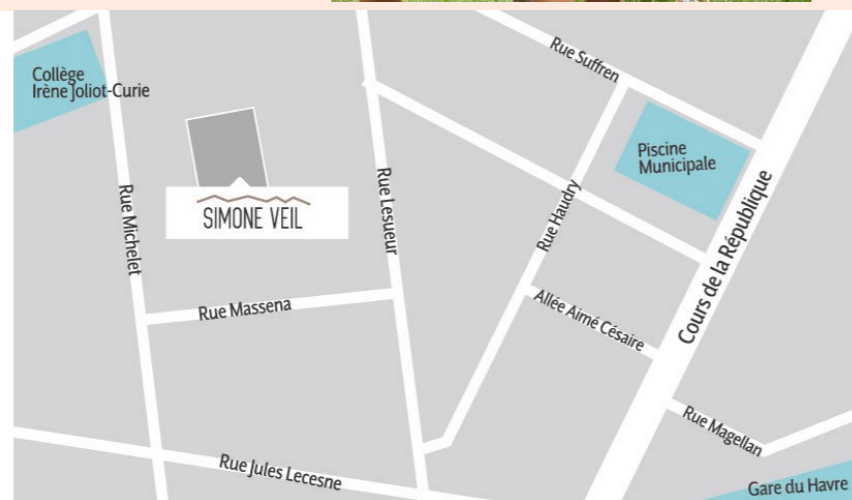 Rue Suffren
Collège
Irène Joliot-Curie
Piscine
Municipale
Rue Michelet
SIMONE VEIL
Rue Lesueur
Rue Haudry
Cours de la République
Rue Massena
Allée Aimé Césaire
Rue Magellan
Rue Jules Lecesne
Gare du Havre